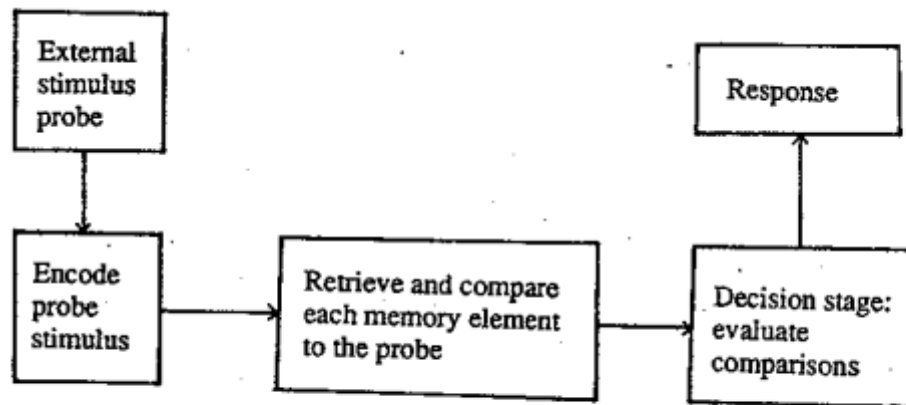 External
stimulus
probe
Response
Encode
probe
stimulus
Retrieve and compare
each memory element
to the probe
Decision stage:
evaluate
comparisons